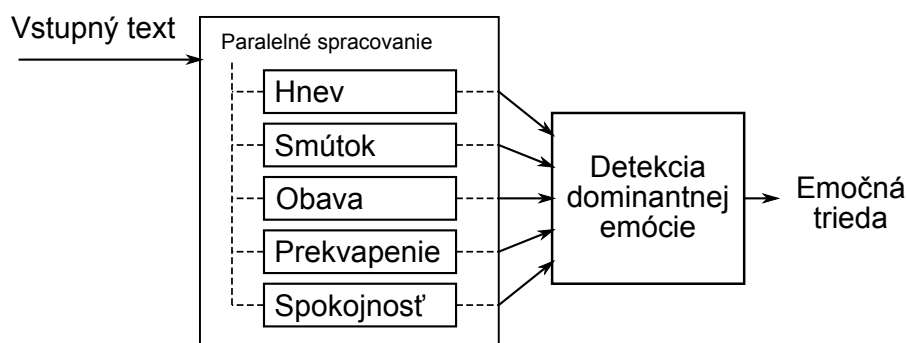 Vstupný text
Paralelné spracovanie
Hnev
Smútok
Obava
Prekvapenie
Spokojnosť
Detekcia
dominantnej
emócie
Emočná
trieda